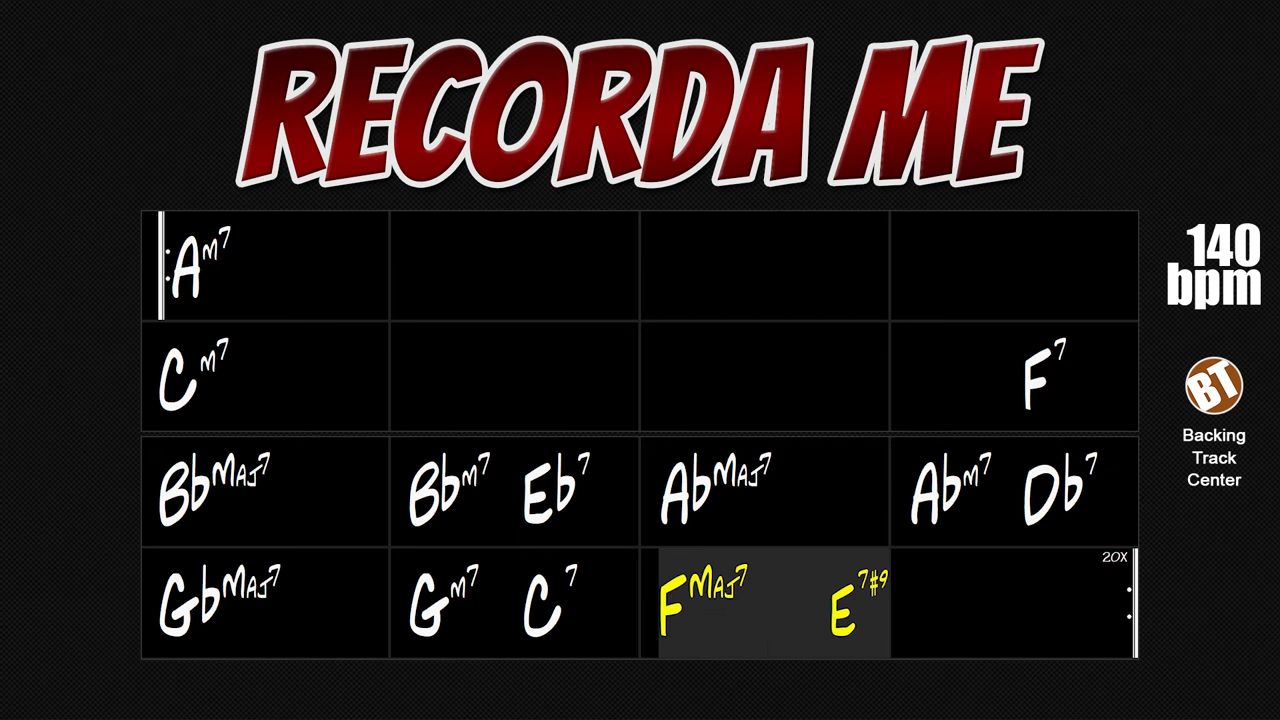 RECORDA ME
Am7
140
bpm
Cm7 F7
BT
Backing
Track
Center
BbMAJ7 Bbm7 Eb7 AbMAJ7 Abm7 Db7
20X
GbMAJ7 Gm7 C7 FMAJ7 E7#9